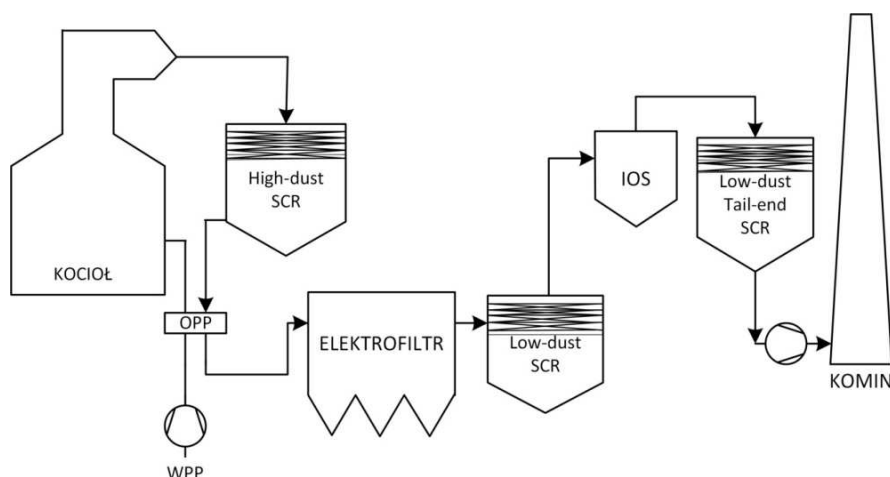 KOCIOŁ
High-dust
SCR
OPP
WPP
ELEKTROFILTR
Low-dust
SCR
IOS
Low-dust
Tail-end
SCR
KOMIN